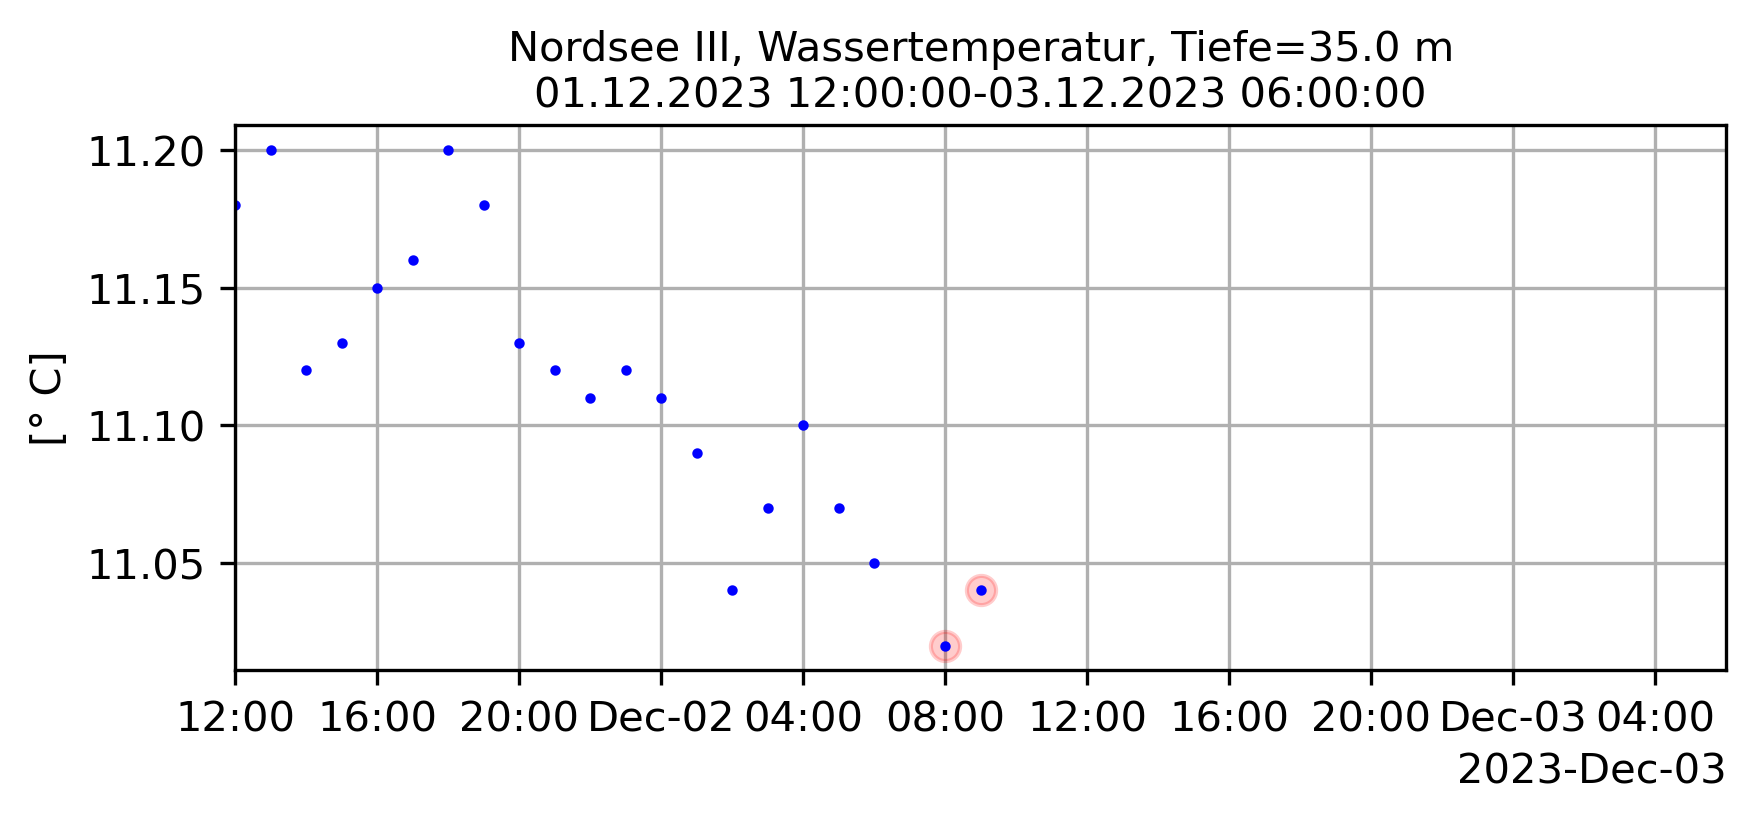 Nordsee III, Wassertemperatur, Tiefe=35.0 m
01.12.2023 12:00:00-03.12.2023 06:00:00
11.20
11.15
11.10
11.05
[° C]
12:00 16:00 20:00 Dec-02 04:00 08:00 12:00 16:00 20:00 Dec-03 04:00
2023-Dec-03